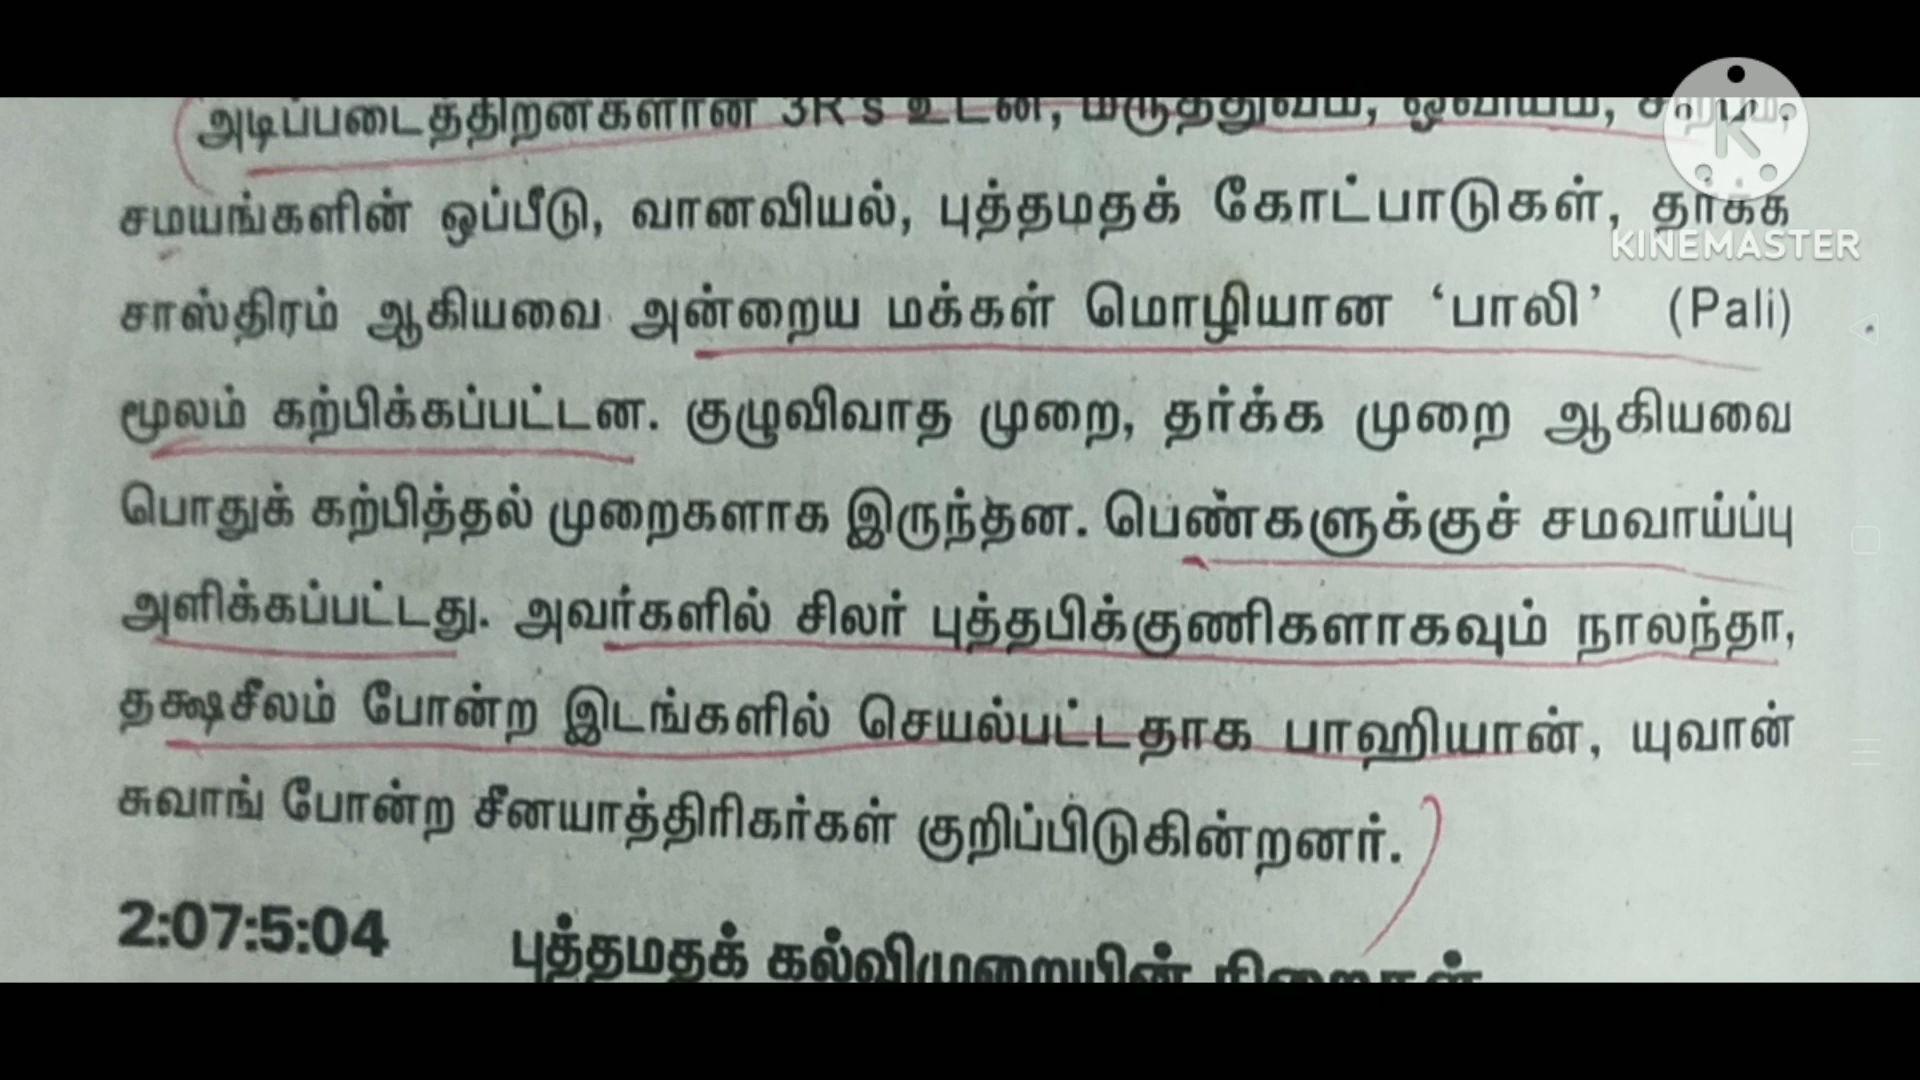 அடிப்படைத்திறன்களான 3R's உடன், மருத்துவம், ஓவியம்,
சமயங்களின் ஒப்பீடு, வானவியல், புத்தமதக் கோட்பாடுகள், தர்க்க
KINEMASTER
சாஸ்திரம் ஆகியவை அன்றைய மக்கள் மொழியான ‘பாலி’ (Pali)
மூலம் கற்பிக்கப்பட்டன. குழுவிவாத முறை, தர்க்க முறை ஆகியவை
பொதுக் கற்பித்தல் முறைகளாக இருந்தன. பெண்களுக்குச் சமவாய்ப்பு
அளிக்கப்பட்டது. அவர்களில் சிலர் புத்தபிக்குணிகளாகவும் நாலந்தா,
தக்ஷசீலம் போன்ற இடங்களில் செயல்பட்டதாக பாஹியான், யுவான்
சுவாங் போன்ற சீனயாத்திரிகர்கள் குறிப்பிடுகின்றனர்.
2:07:5:04 புத்தமதக் கல்விமுறையின் நிறைகள்